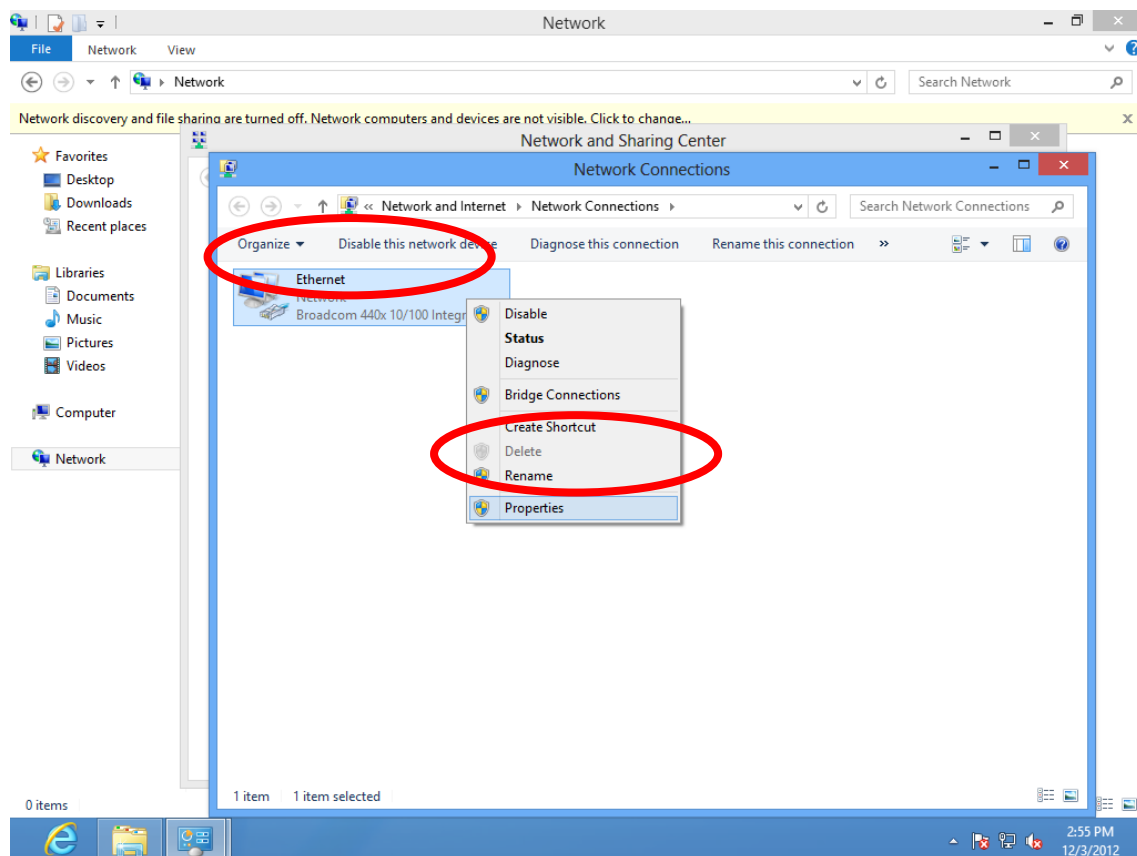 Network
File Network View
Network Search Network
Network discovery and file sharing are turned off. Network computers and devices are not visible. Click to change...
Network and Sharing Center
Favorites
Desktop
Downloads
Recent places
Libraries
Documents
Music
Pictures
Videos
Computer
Network
Network Connections
« Network and Internet Network Connections Search Network Connections
Organize Disable this network device Diagnose this connection Rename this connection »
Ethernet
Network
Broadcom 440x 10/100 Integr
Disable
Status
Diagnose
Bridge Connections
Create Shortcut
Delete
Rename
Properties
1 item 1 item selected
0 items
2:55 PM
12/3/2012